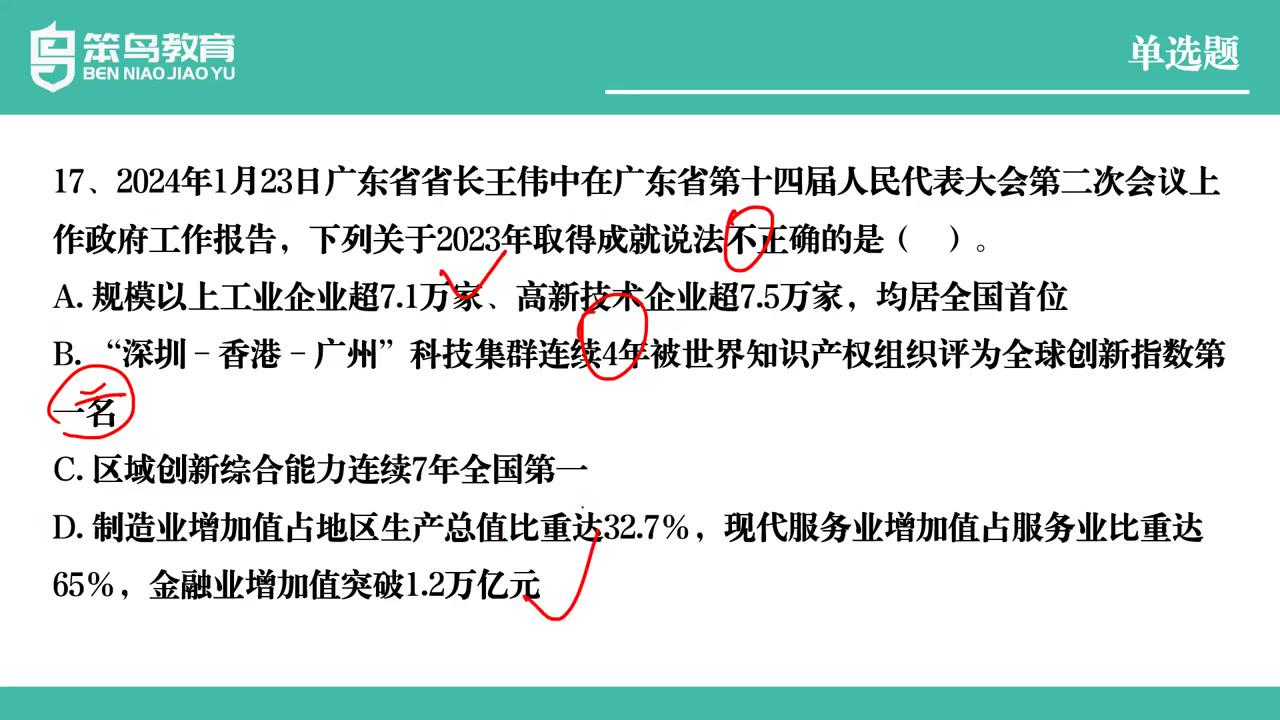 笨鸟教育
BEN NIAO JIAO YU
单选题
17、2024年1月23日广东省省长王伟中在广东省第十四届人民代表大会第二次会议上
作政府工作报告，下列关于2023年取得成就说法不正确的是（　）。
A. 规模以上工业企业超7.1万家、高新技术企业超7.5万家，均居全国首位
B. “深圳－香港－广州”科技集群连续4年被世界知识产权组织评为全球创新指数第
一名
C. 区域创新综合能力连续7年全国第一
D. 制造业增加值占地区生产总值比重达32.7%，现代服务业增加值占服务业比重达
65%，金融业增加值突破1.2万亿元